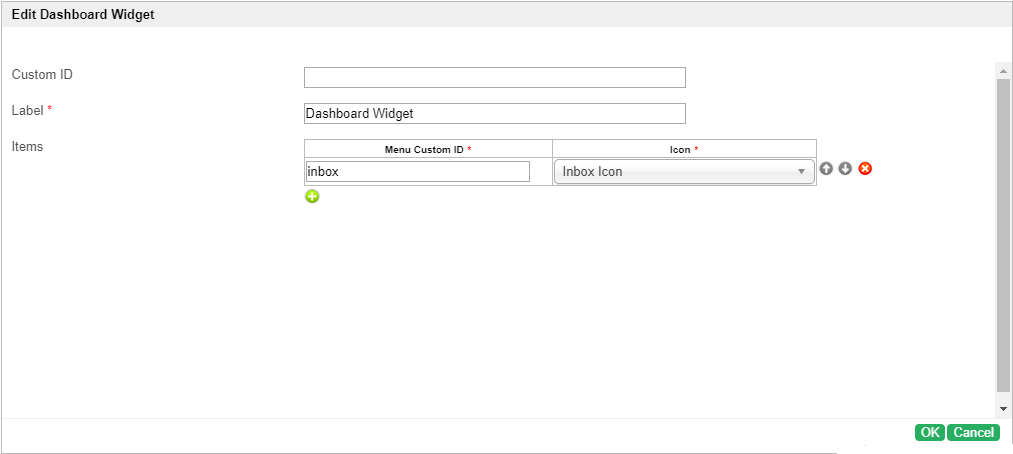 Edit Dashboard Widget
Custom ID
Label *
Dashboard Widget
Items
Menu Custom ID *
Icon *
inbox
Inbox Icon
OK
Cancel